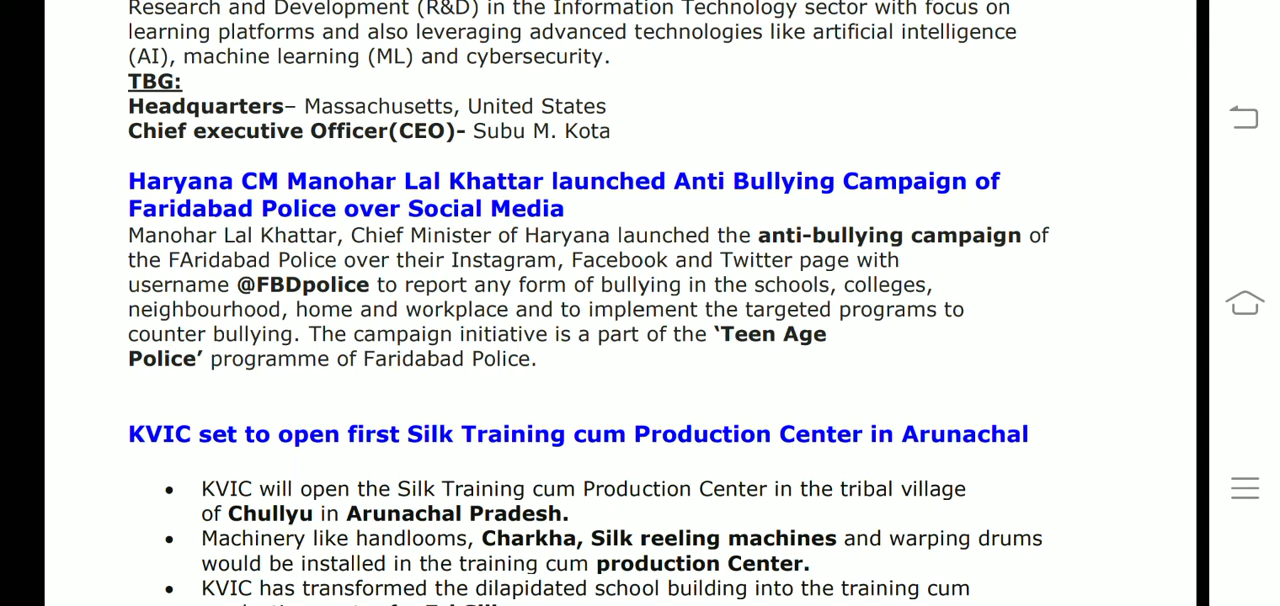 Research and Development (R&D) in the Information Technology sector with focus on
learning platforms and also leveraging advanced technologies like artificial intelligence
(AI), machine learning (ML) and cybersecurity.
TBG:
Headquarters– Massachusetts, United States
Chief executive Officer(CEO)- Subu M. Kota
Haryana CM Manohar Lal Khattar launched Anti Bullying Campaign of
Faridabad Police over Social Media
Manohar Lal Khattar, Chief Minister of Haryana launched the anti-bullying campaign of
the FAridabad Police over their Instagram, Facebook and Twitter page with
username @FBDpolice to report any form of bullying in the schools, colleges,
neighbourhood, home and workplace and to implement the targeted programs to
counter bullying. The campaign initiative is a part of the ‘Teen Age
Police’ programme of Faridabad Police.
KVIC set to open first Silk Training cum Production Center in Arunachal
• KVIC will open the Silk Training cum Production Center in the tribal village
of Chullyu in Arunachal Pradesh.
• Machinery like handlooms, Charkha, Silk reeling machines and warping drums
would be installed in the training cum production Center.
• KVIC has transformed the dilapidated school building into the training cum